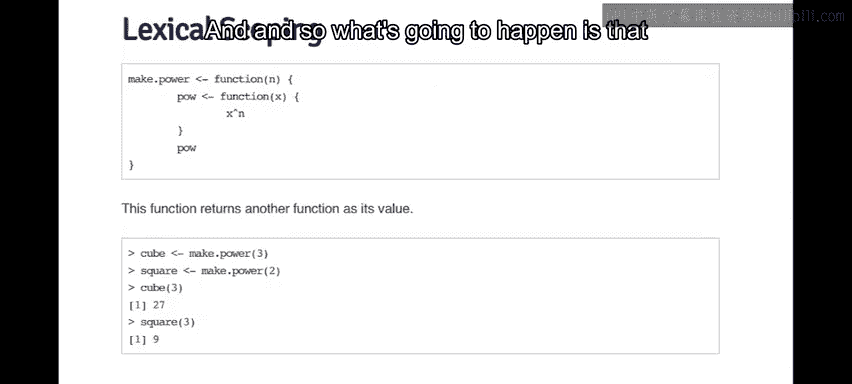 Lexical Scoping
And and so what's going to happen is that
make.power <- function(n) {
pow <- function(x) {
x^n
}
pow
}
This function returns another function as its value.
> cube <- make.power(3)
> square <- make.power(2)
> cube(3)
[1] 27
> square(3)
[1] 9